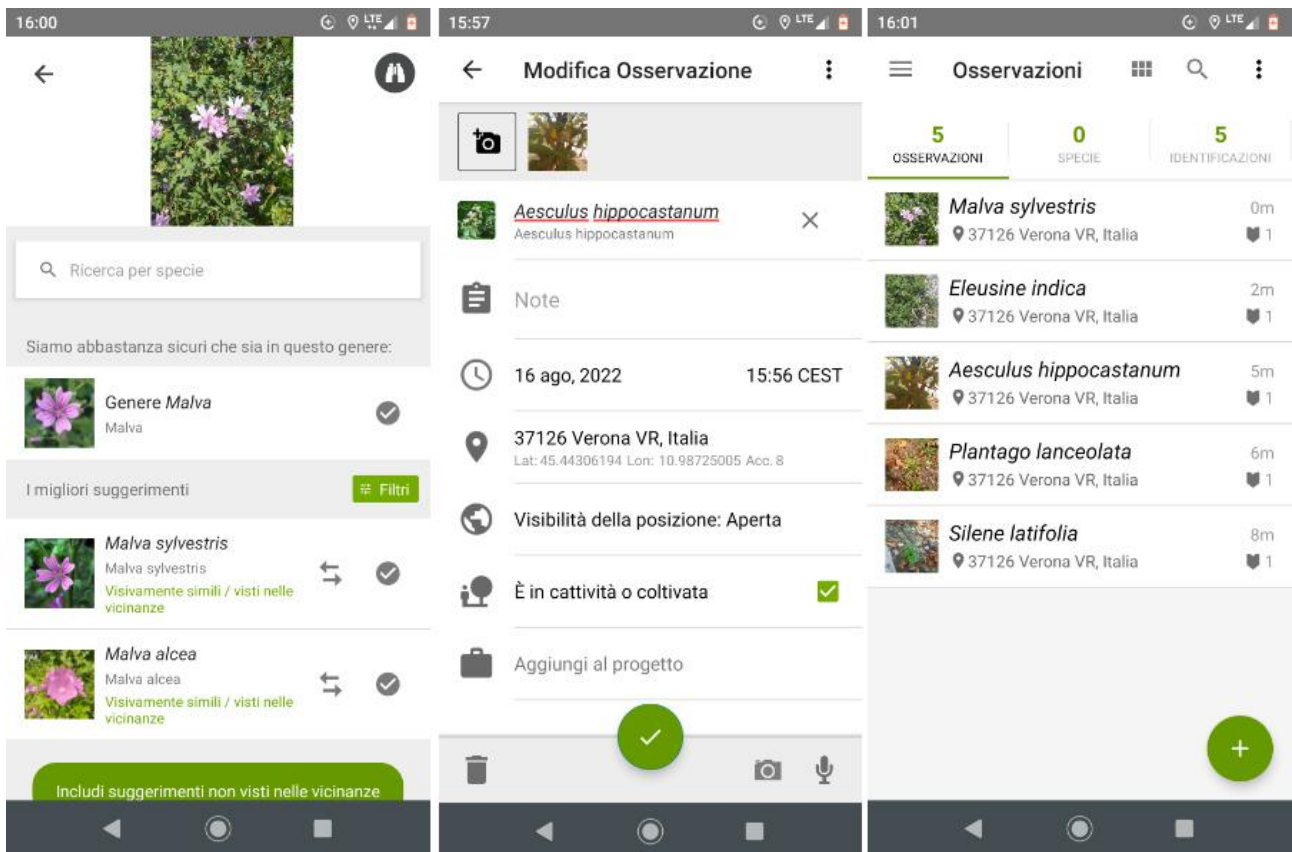 16:00
LTE
Ricerca per specie
Siamo abbastanza sicuri che sia in questo genere:
Genere Malva
Malva
I migliori suggerimenti
Filtri
Malva sylvestris
Malva sylvestris
Visivamente simili / visti nelle
vicinanze
Malva alcea
Malva alcea
Visivamente simili / visti nelle
vicinanze
Includi suggerimenti non visti nelle vicinanze
15:57
LTE
Modifica Osservazione
Aesculus hippocastanum
Aesculus hippocastanum
Note
16 ago, 2022 15:56 CEST
37126 Verona VR, Italia
Lat: 45.44306194 Lon: 10.98725005 Acc. 8
Visibilità della posizione: Aperta
È in cattività o coltivata
Aggiungi al progetto
16:01
LTE
Osservazioni
5 0 5
OSSERVAZIONI SPECIE IDENTIFICAZIONI
Malva sylvestris 0m
37126 Verona VR, Italia 1
Eleusine indica 2m
37126 Verona VR, Italia 1
Aesculus hippocastanum 5m
37126 Verona VR, Italia 1
Plantago lanceolata 6m
37126 Verona VR, Italia 1
Silene latifolia 8m
37126 Verona VR, Italia 1